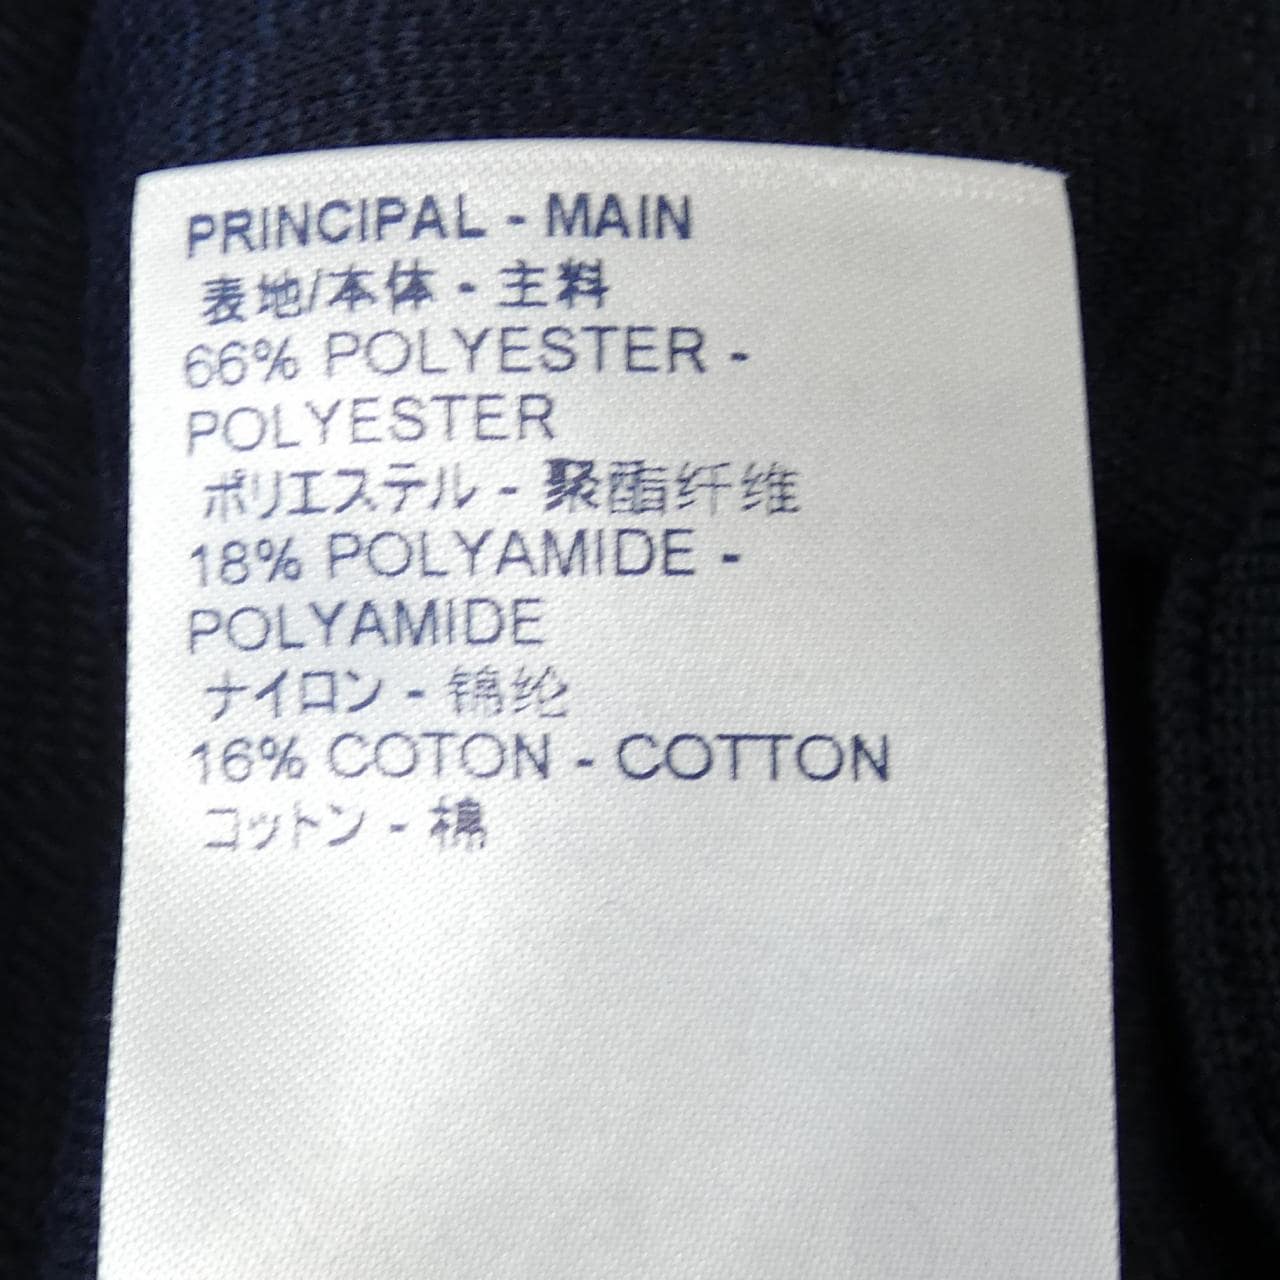 PRINCIPAL - MAIN
表地/本体 - 主料
66% POLYESTER -
POLYESTER
ポリエステル - 聚酯纤维
18% POLYAMIDE -
POLYAMIDE
ナイロン - 锦纶
16% COTON - COTTON
コットン - 棉